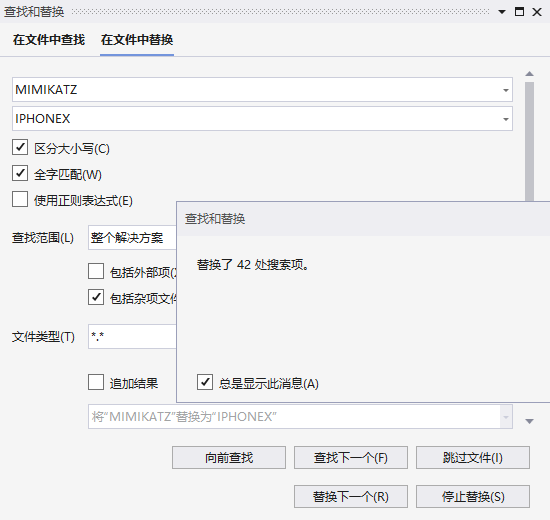 查找和替换
在文件中查找 在文件中替换
MIMIKATZ
IPHONEX
区分大小写(C)
全字匹配(W)
使用正则表达式(E)
查找和替换
查找范围(L) 整个解决方案
替换了 42 处搜索项。
包括外部项(
包括杂项文件
文件类型(T) *.*
追加结果
总是显示此消息(A)
将“MIMIKATZ”替换为“IPHONEX”
向前查找 查找下一个(F) 跳过文件(I)
替换下一个(R) 停止替换(S)